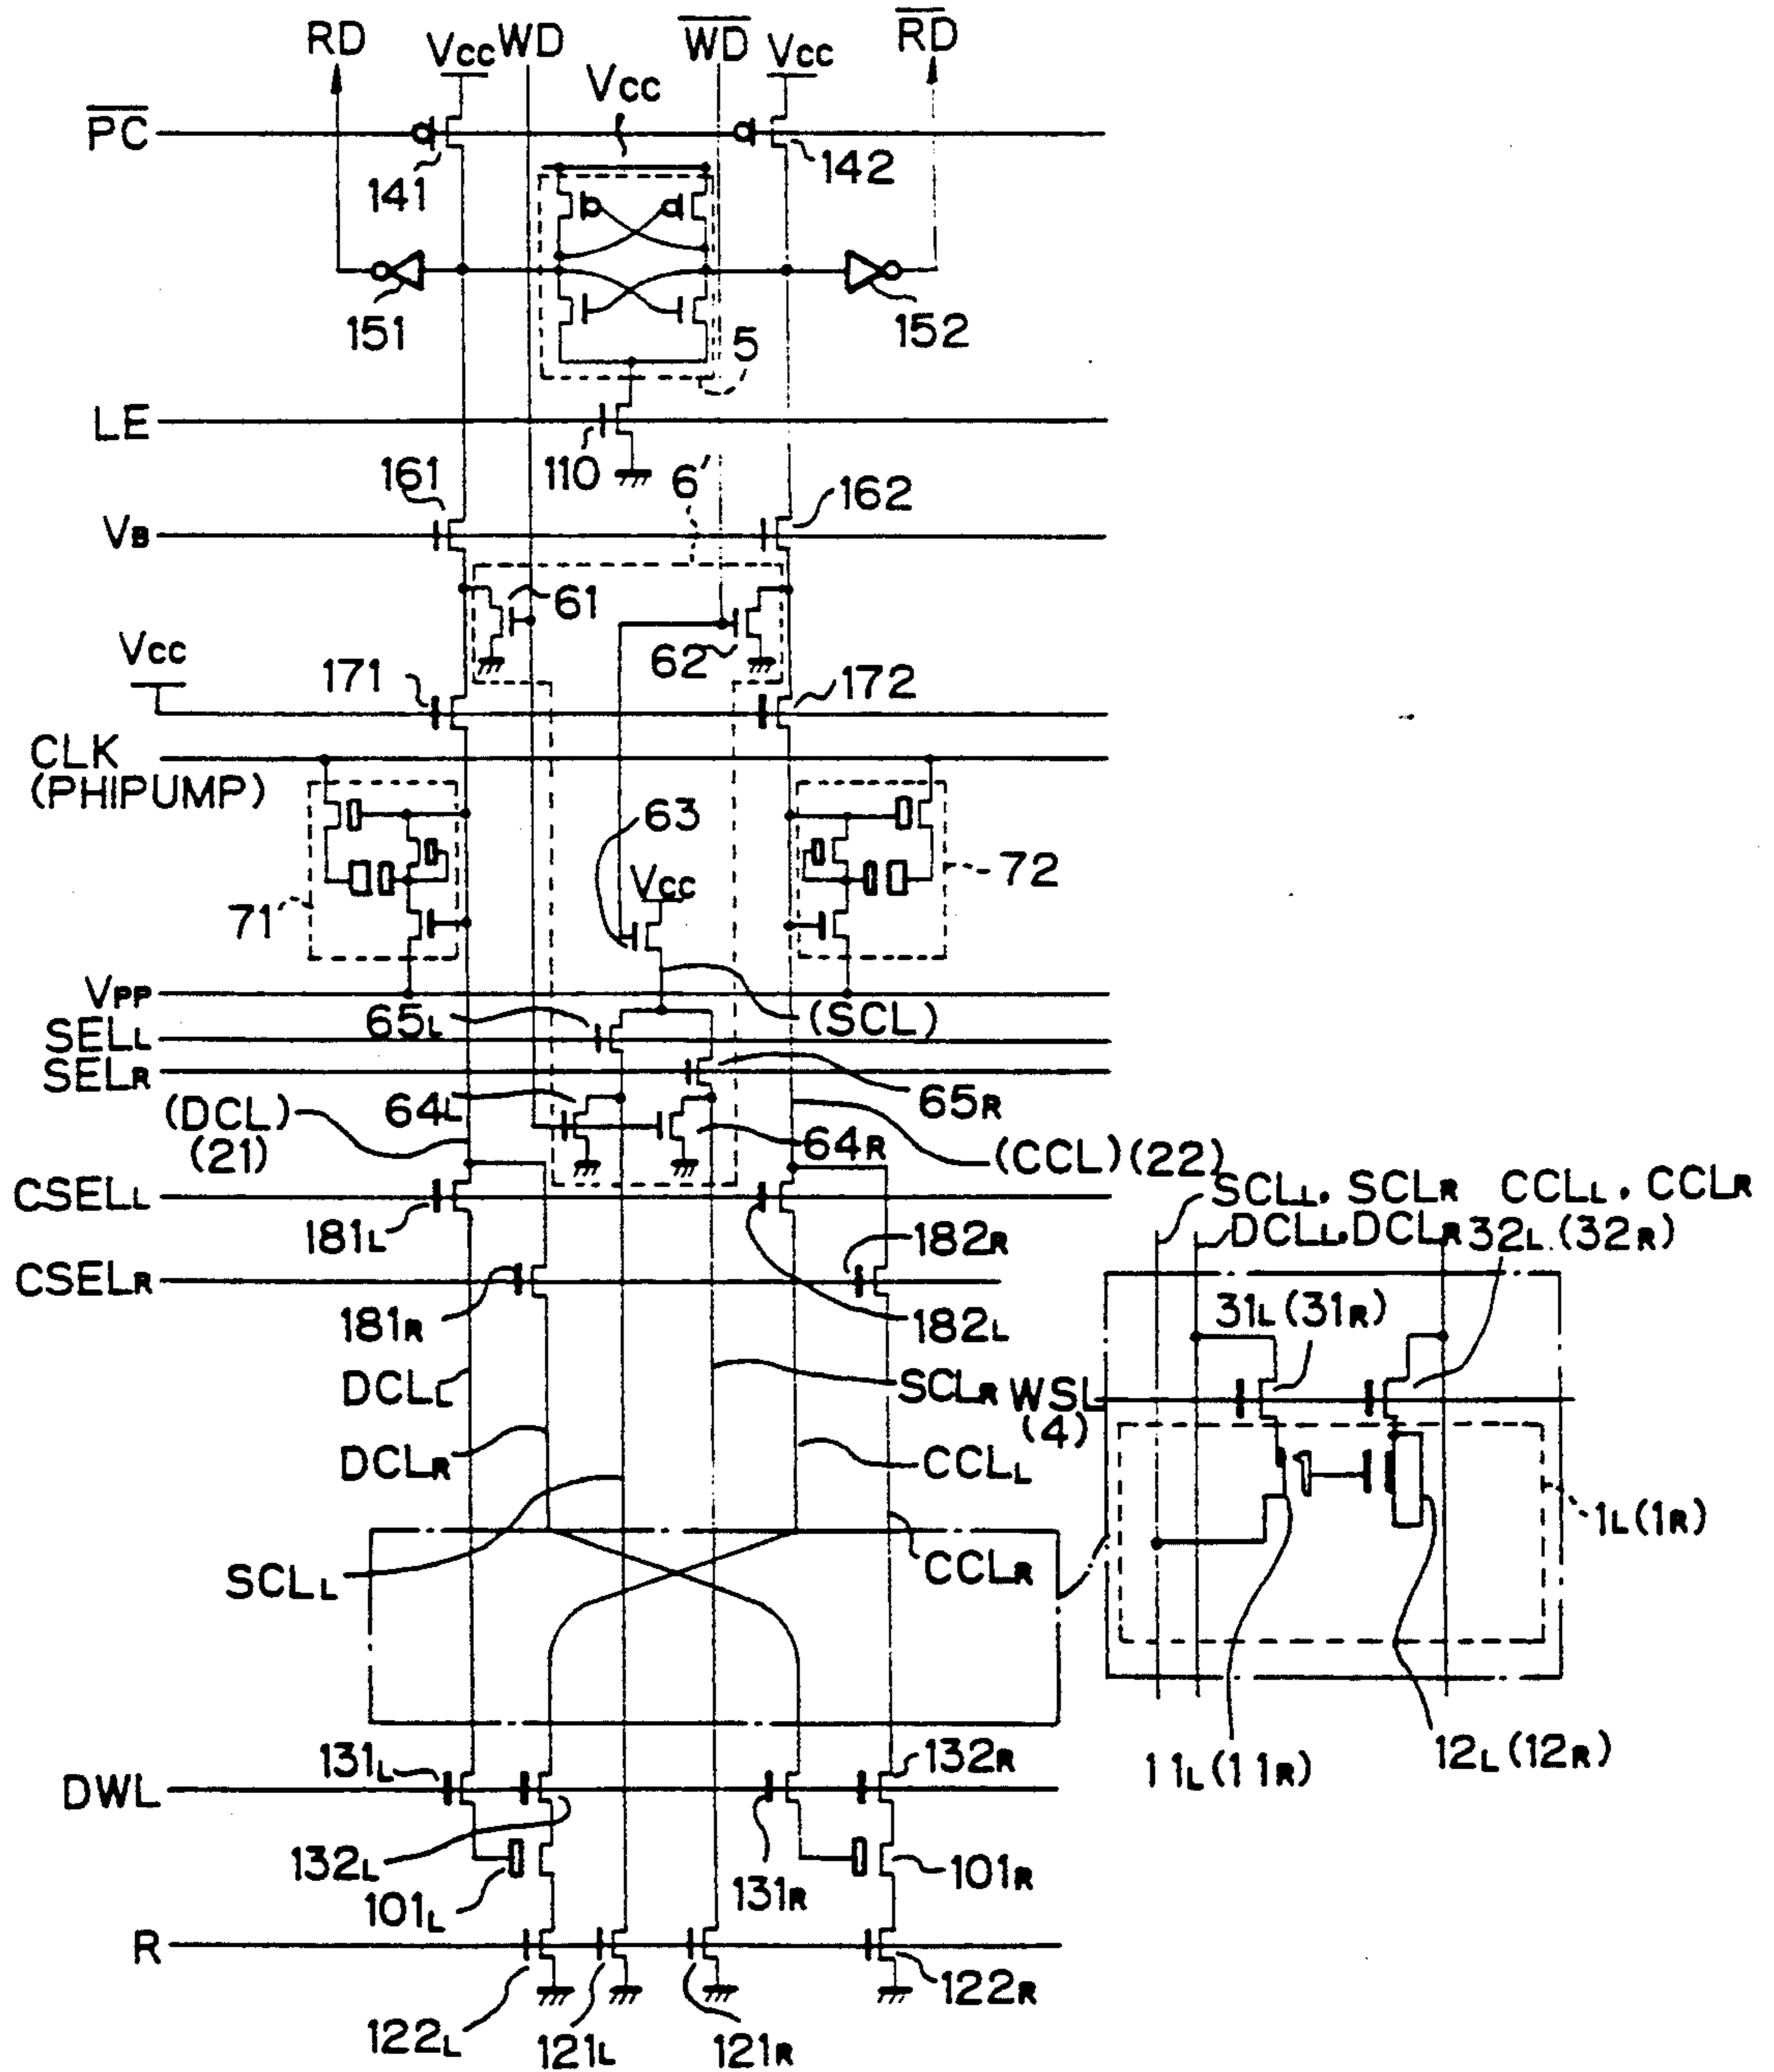 RD
Vcc
WD
Vcc
W̅D̅
Vcc
R̅D̅
P̅C̅
141
142
151
152
5
LE
110
161
6'
162
VB
61
62
Vcc
171
172
CLK
(PHIPUMP)
63
Vcc
71
72
VPP
65L
(SCL)
SELL
SELR
64L
65R
(DCL)
(21)
64R
(CCL)(22)
CSELL
181L
182R
CSELR
181R
182L
SCLL, SCLR CCLL, CCLR
DCLL, DCLR 32L (32R)
31L (31R)
DCLL
SCLR
WSL
(4)
DCLR
CCLL
1L(1R)
SCLL
CCLR
11L(11R)
12L(12R)
131L
132R
DWL
132L
131R
101R
101L
R
122L
121L
121R
122R